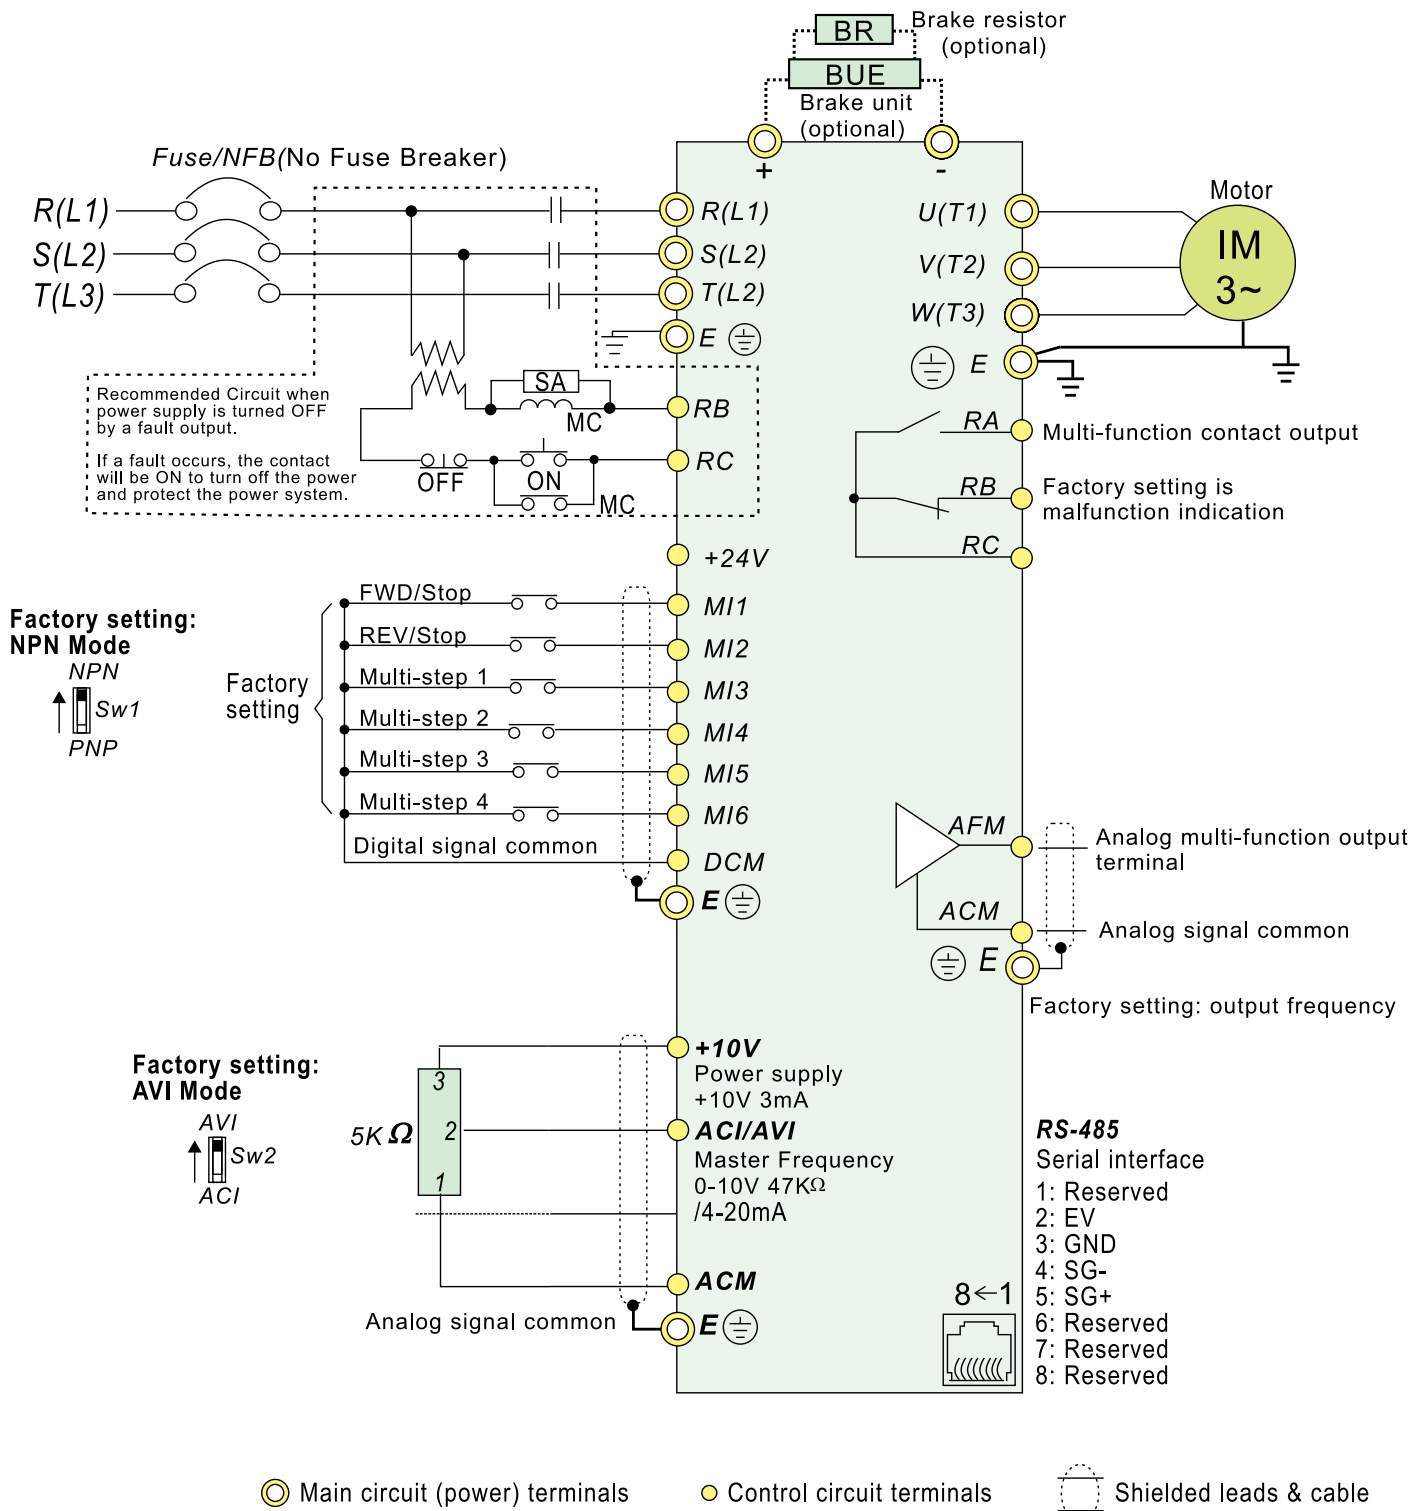 BR
Brake resistor
(optional)
BUE
Brake unit
(optional)
+
-
Fuse/NFB(No Fuse Breaker)
R(L1)
S(L2)
T(L3)
R(L1)
S(L2)
T(L2)
E
U(T1)
V(T2)
W(T3)
E
Motor
IM
3~
Recommended Circuit when
power supply is turned OFF
by a fault output.
If a fault occurs, the contact
will be ON to turn off the power
and protect the power system.
SA
MC
OFF
ON
MC
RB
RC
RA
Multi-function contact output
RB
Factory setting is
malfunction indication
RC
+24V
Factory setting:
NPN Mode
NPN
Sw1
PNP
Factory
setting
FWD/Stop
MI1
REV/Stop
MI2
Multi-step 1
MI3
Multi-step 2
MI4
Multi-step 3
MI5
Multi-step 4
MI6
Digital signal common
DCM
E
AFM
Analog multi-function output
terminal
ACM
Analog signal common
E
Factory setting: output frequency
Factory setting:
AVI Mode
AVI
Sw2
ACI
5K Ω
3
2
1
+10V
Power supply
+10V 3mA
ACI/AVI
Master Frequency
0-10V 47KΩ
/4-20mA
ACM
Analog signal common
E
RS-485
Serial interface
1: Reserved
2: EV
3: GND
4: SG-
5: SG+
6: Reserved
7: Reserved
8: Reserved
8←1
Main circuit (power) terminals
Control circuit terminals
Shielded leads & cable